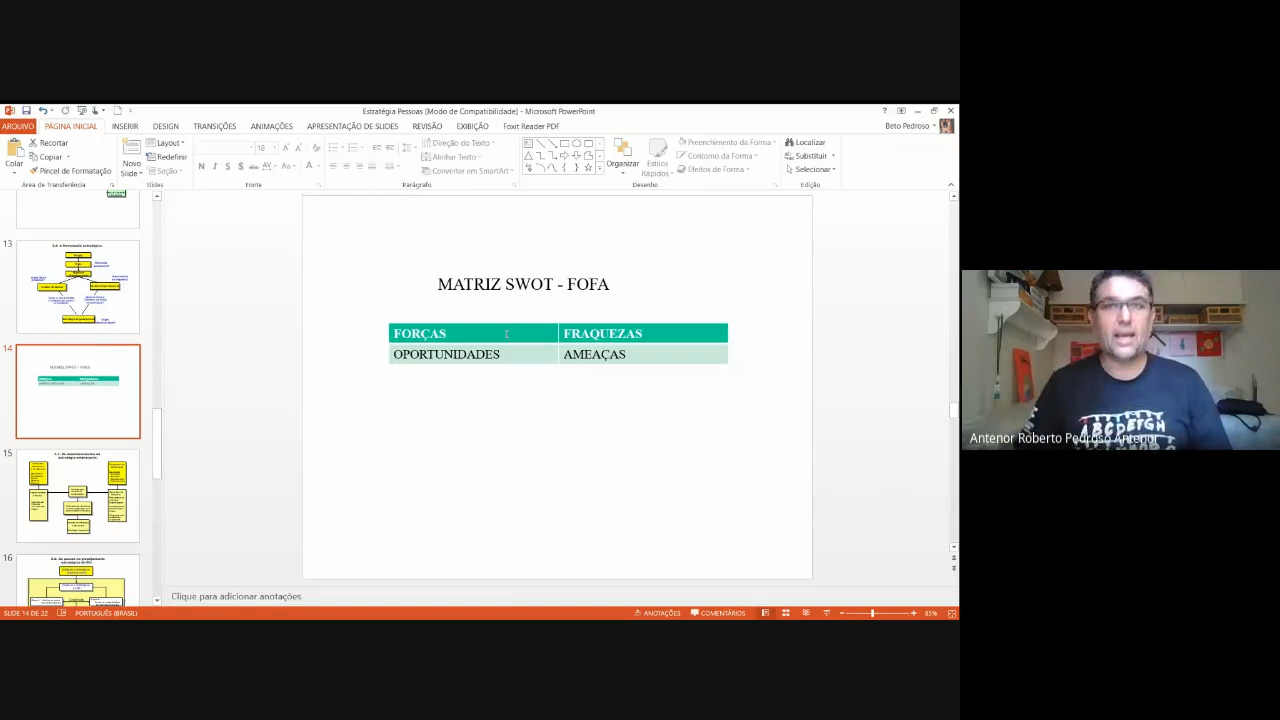 Estratégia Pessoas [Modo de Compatibilidade] - Microsoft PowerPoint
ARQUIVO PÁGINA INICIAL INSERIR DESIGN TRANSIÇÕES ANIMAÇÕES APRESENTAÇÃO DE SLIDES REVISÃO EXIBIÇÃO Foxit Reader PDF Beto Pedroso
Colar
Recortar
Copiar
Pincel de Formatação
Área de Transferência
Novo
Slide
Layout
Redefinir
Seção
Slides
18
N I S
Fonte
Direção do Texto
Alinhar Texto
Converter em SmartArt
Parágrafo
Organizar
Estilos
Rápidos
Preenchimento da Forma
Contorno da Forma
Efeitos de Forma
Desenho
Localizar
Substituir
Selecionar
Edição
13
14
15
16
MATRIZ SWOT - FOFA
FORÇAS FRAQUEZAS
OPORTUNIDADES AMEAÇAS
Clique para adicionar anotações
SLIDE 14 DE 22 PORTUGUÊS (BRASIL) ANOTAÇÕES COMENTÁRIOS 85%
ABCDEFGH
Antenor Roberto Pedroso Antenor